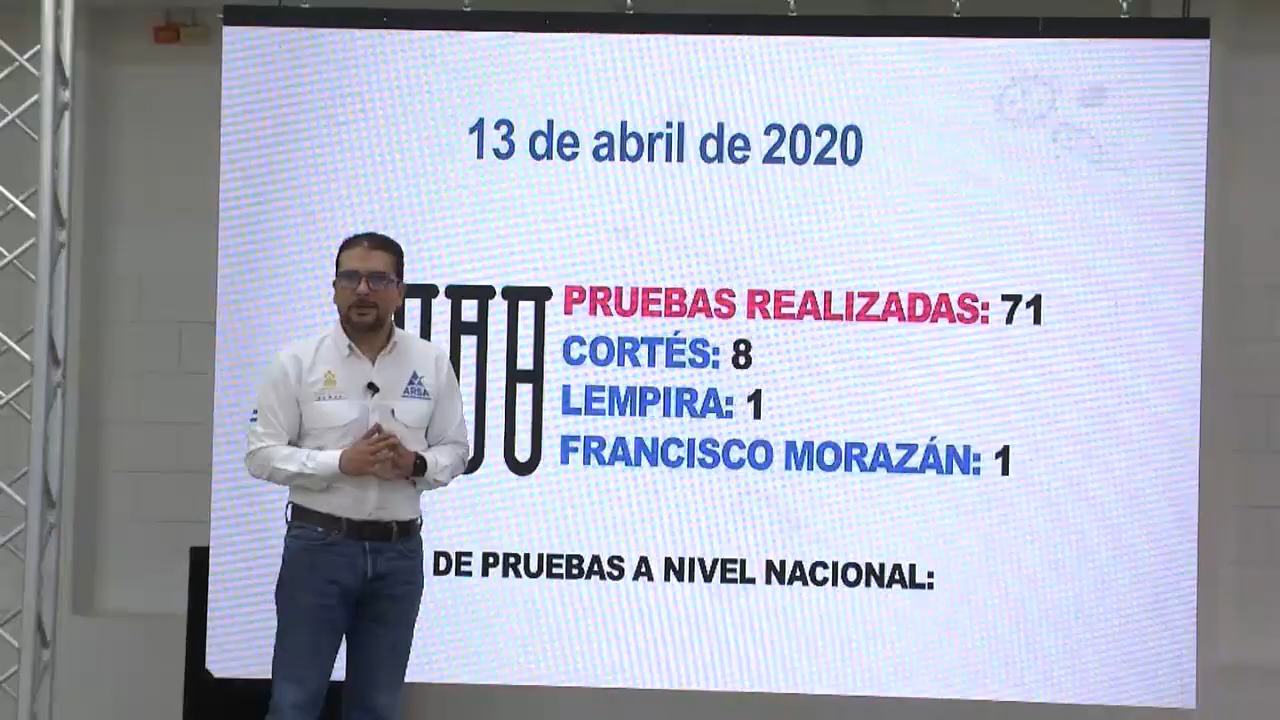 13 de abril de 2020
PRUEBAS REALIZADAS: 71
CORTÉS: 8
LEMPIRA: 1
FRANCISCO MORAZÁN: 1
DE PRUEBAS A NIVEL NACIONAL:
ARSA